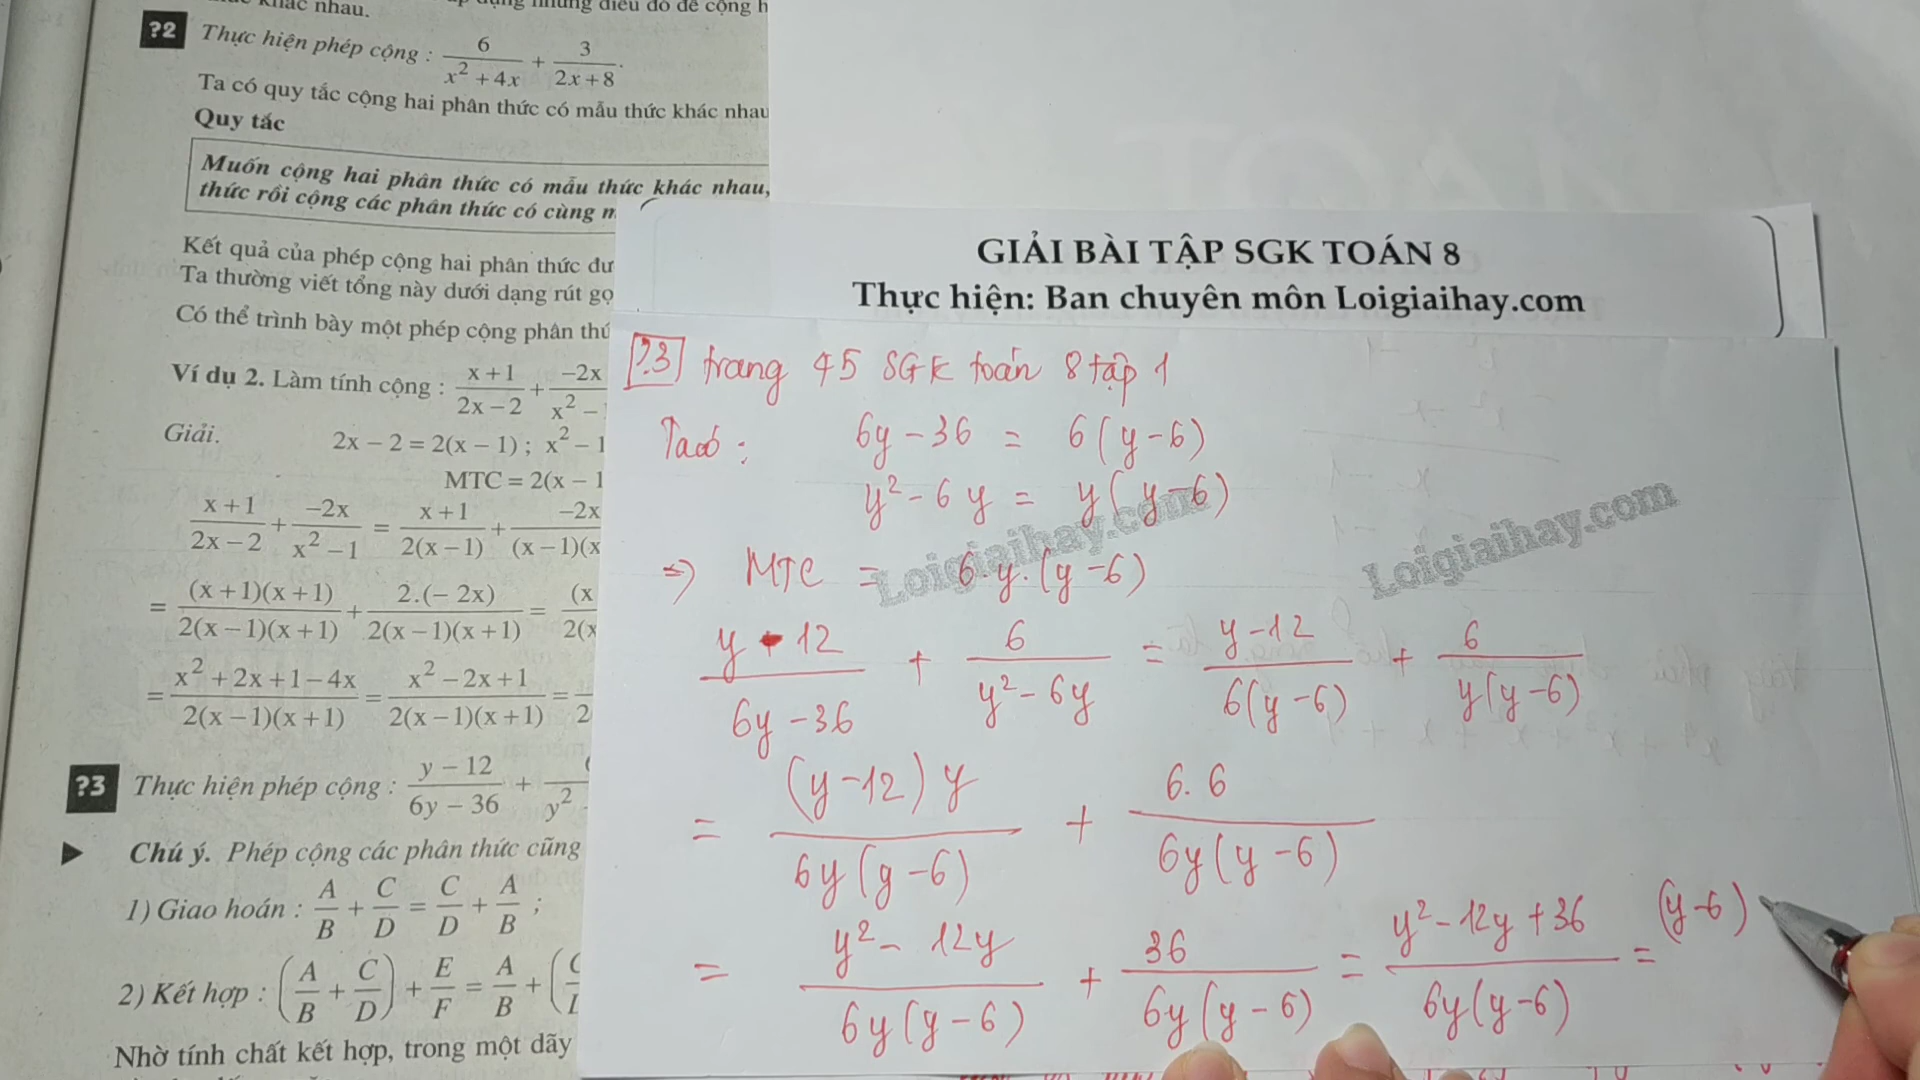 khác nhau.
những điều đó để cộng h
?2 Thực hiện phép cộng : 6/(x² + 4x) + 3/(2x + 8).
Ta có quy tắc cộng hai phân thức có mẫu thức khác nhau
Quy tắc
Muốn cộng hai phân thức có mẫu thức khác nhau,
thức rồi cộng các phân thức có cùng m
Kết quả của phép cộng hai phân thức đư
Ta thường viết tổng này dưới dạng rút gọ
Có thể trình bày một phép cộng phân thứ
Ví dụ 2. Làm tính cộng : (x + 1)/(2x − 2) + −2x/(x² −
Giải. 2x − 2 = 2(x − 1) ; x² − 1
MTC = 2(x − 1
(x + 1)/(2x − 2) + −2x/(x² − 1) = (x + 1)/(2(x − 1)) + −2x/((x − 1)(x
= (x + 1)(x + 1)/(2(x − 1)(x + 1)) + 2.(− 2x)/(2(x − 1)(x + 1)) = (x/2(x
= (x² + 2x + 1 − 4x)/(2(x − 1)(x + 1)) = (x² − 2x + 1)/(2(x − 1)(x + 1)) = /2
?3 Thực hiện phép cộng : (y − 12)/(6y − 36) + /y²
Chú ý. Phép cộng các phân thức cũng
1) Giao hoán : A/B + C/D = C/D + A/B ;
2) Kết hợp : (A/B + C/D) + E/F = A/B + (
Nhờ tính chất kết hợp, trong một dãy
GIẢI BÀI TẬP SGK TOÁN 8
Thực hiện: Ban chuyên môn Loigiaihay.com
?3 trang 45 SGK toán 8 tập 1
Ta có : 6y − 36 = 6(y − 6)
y² − 6y = y(y − 6)
⇒ MTC = 6.y.(y − 6)
Loigiaihay.com
Loigiaihay.com
(y - 12)/(6y − 36) + 6/(y² − 6y) = (y − 12)/(6(y − 6)) + 6/(y(y − 6))
= (y − 12)y/(6y(y − 6)) + 6.6/(6y(y − 6))
= (y² − 12y)/(6y(y − 6)) + 36/(6y(y − 6)) = (y² − 12y + 36)/(6y(y − 6)) = (y − 6)